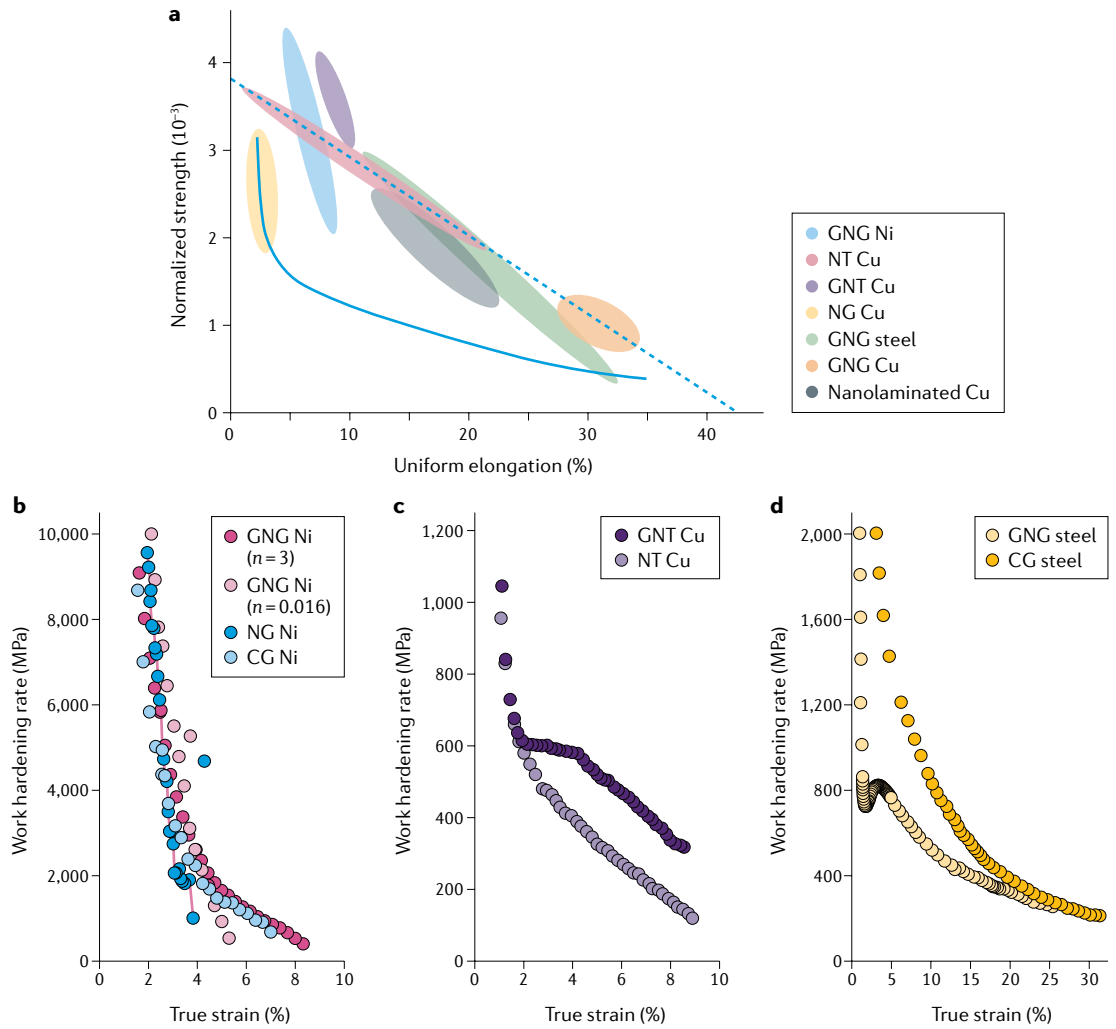 a
4
3
2
1
0
Normalized strength (10⁻³)
0
10
20
30
40
Uniform elongation (%)
GNG Ni
NT Cu
GNT Cu
NG Cu
GNG steel
GNG Cu
Nanolaminated Cu
b
10,000
8,000
6,000
4,000
2,000
0
Work hardening rate (MPa)
0
2
4
6
8
10
True strain (%)
GNG Ni
(n = 3)
GNG Ni
(n = 0.016)
NG Ni
CG Ni
c
1,200
1,000
800
600
400
200
0
Work hardening rate (MPa)
0
2
4
6
8
10
True strain (%)
GNT Cu
NT Cu
d
2,000
1,600
1,200
800
400
0
Work hardening rate (MPa)
0
5
10
15
20
25
30
True strain (%)
GNG steel
CG steel